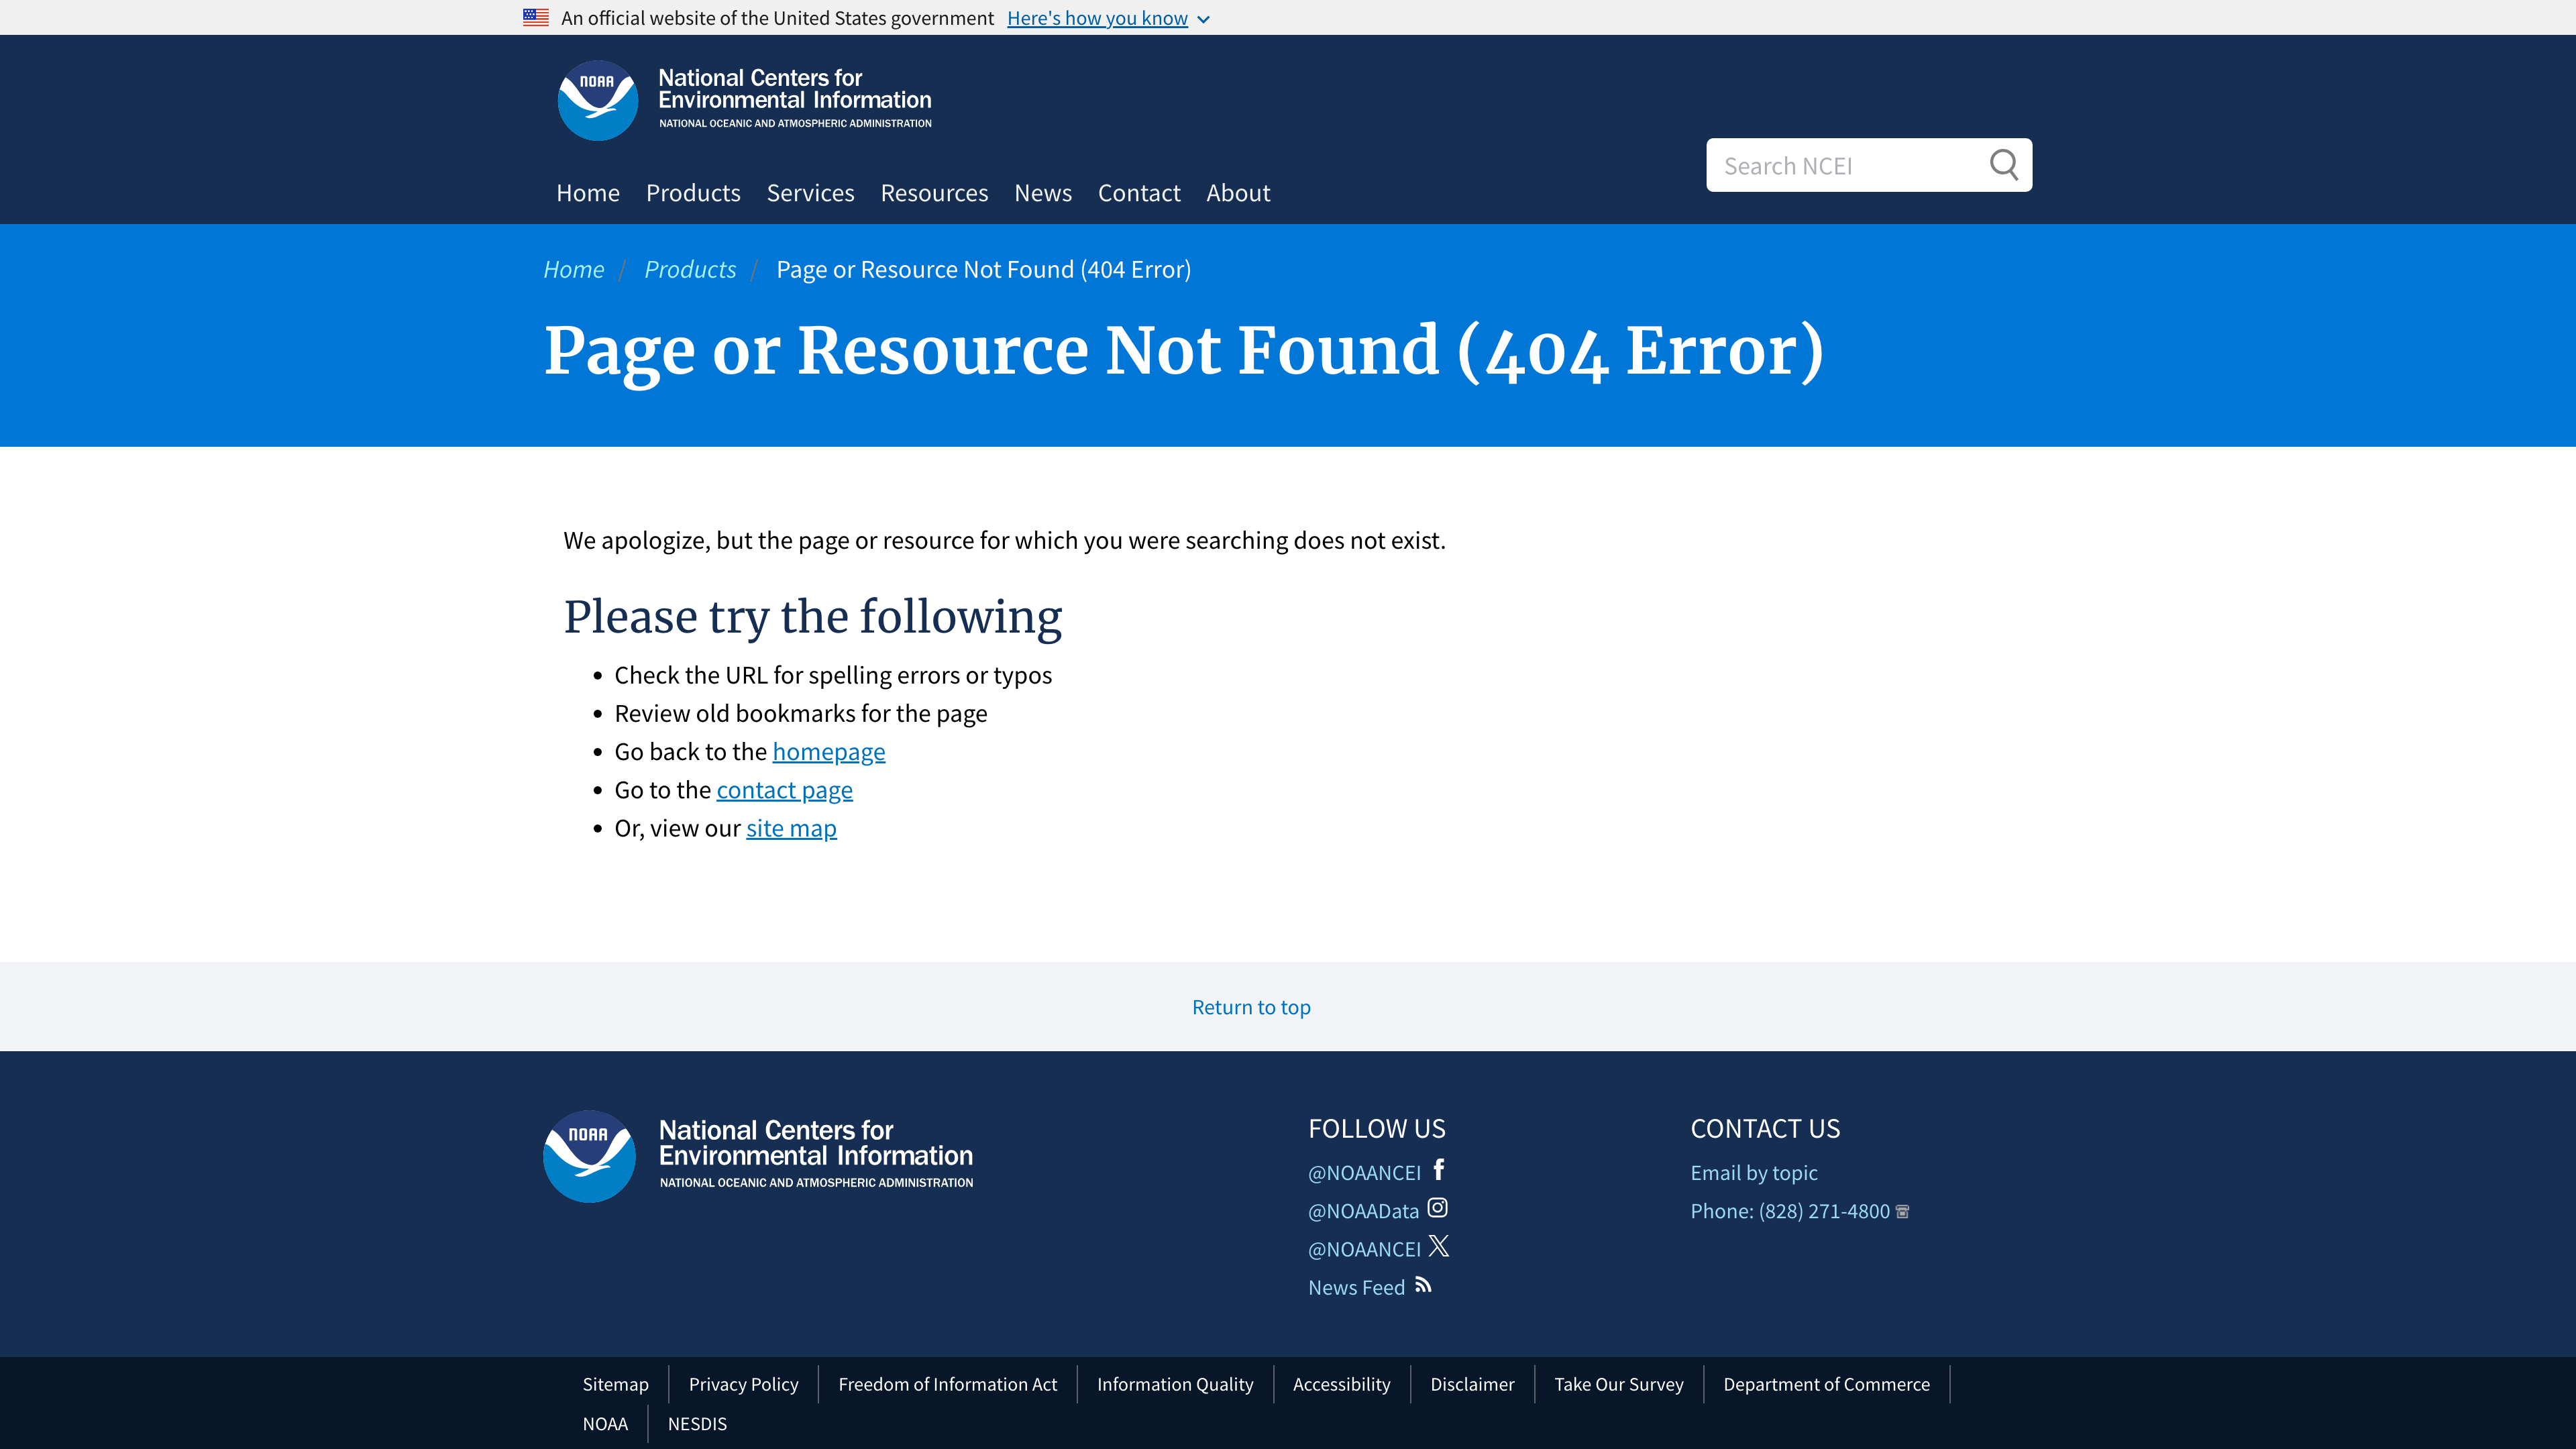 An official website of the United States government Here's how you know
NOAA
National Centers for
Environmental Information
NATIONAL OCEANIC AND ATMOSPHERIC ADMINISTRATION
Search NCEI
Home Products Services Resources News Contact About
Home / Products / Page or Resource Not Found (404 Error)
Page or Resource Not Found (404 Error)
We apologize, but the page or resource for which you were searching does not exist.
Please try the following
• Check the URL for spelling errors or typos
• Review old bookmarks for the page
• Go back to the homepage
• Go to the contact page
• Or, view our site map
Return to top
NOAA
National Centers for
Environmental Information
NATIONAL OCEANIC AND ATMOSPHERIC ADMINISTRATION
FOLLOW US
@NOAANCEI
@NOAAData
@NOAANCEI
News Feed
CONTACT US
Email by topic
Phone: (828) 271-4800
Sitemap Privacy Policy Freedom of Information Act Information Quality Accessibility Disclaimer Take Our Survey Department of Commerce
NOAA NESDIS